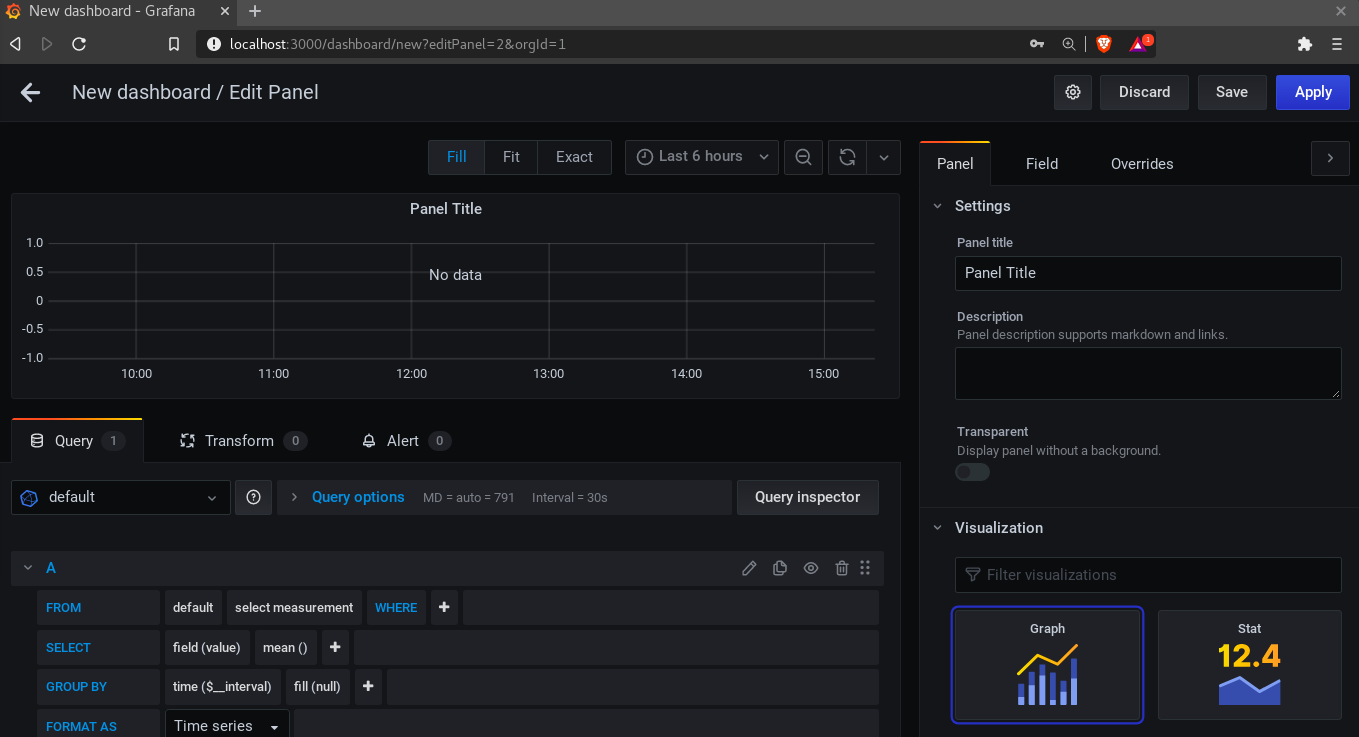 New dashboard - Grafana
localhost:3000/dashboard/new?editPanel=2&orgId=1
1
New dashboard / Edit Panel
Discard
Save
Apply
Fill
Fit
Exact
Last 6 hours
Panel Title
1.0
0.5
0
-0.5
-1.0
No data
10:00
11:00
12:00
13:00
14:00
15:00
Query 1
Transform 0
Alert 0
default
Query options MD = auto = 791 Interval = 30s
Query inspector
A
FROM default select measurement WHERE +
SELECT field (value) mean () +
GROUP BY time ($__interval) fill (null) +
FORMAT AS Time series
Panel
Field
Overrides
Settings
Panel title
Panel Title
Description
Panel description supports markdown and links.
Transparent
Display panel without a background.
Visualization
Filter visualizations
Graph
Stat
12.4